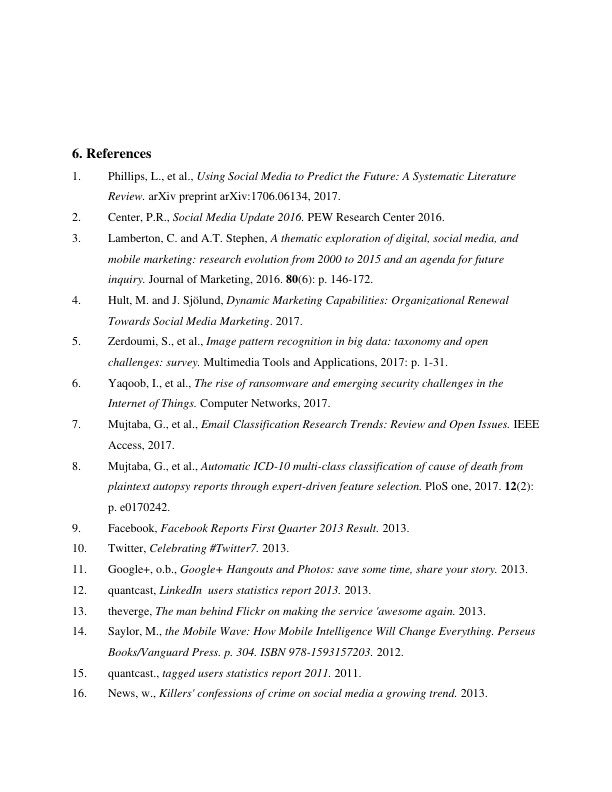 6. References
1. Phillips, L., et al., Using Social Media to Predict the Future: A Systematic Literature
Review. arXiv preprint arXiv:1706.06134, 2017.
2. Center, P.R., Social Media Update 2016. PEW Research Center 2016.
3. Lamberton, C. and A.T. Stephen, A thematic exploration of digital, social media, and
mobile marketing: research evolution from 2000 to 2015 and an agenda for future
inquiry. Journal of Marketing, 2016. 80(6): p. 146-172.
4. Hult, M. and J. Sjölund, Dynamic Marketing Capabilities: Organizational Renewal
Towards Social Media Marketing. 2017.
5. Zerdoumi, S., et al., Image pattern recognition in big data: taxonomy and open
challenges: survey. Multimedia Tools and Applications, 2017: p. 1-31.
6. Yaqoob, I., et al., The rise of ransomware and emerging security challenges in the
Internet of Things. Computer Networks, 2017.
7. Mujtaba, G., et al., Email Classification Research Trends: Review and Open Issues. IEEE
Access, 2017.
8. Mujtaba, G., et al., Automatic ICD-10 multi-class classification of cause of death from
plaintext autopsy reports through expert-driven feature selection. PloS one, 2017. 12(2):
p. e0170242.
9. Facebook, Facebook Reports First Quarter 2013 Result. 2013.
10. Twitter, Celebrating #Twitter7. 2013.
11. Google+, o.b., Google+ Hangouts and Photos: save some time, share your story. 2013.
12. quantcast, LinkedIn users statistics report 2013. 2013.
13. theverge, The man behind Flickr on making the service 'awesome again. 2013.
14. Saylor, M., the Mobile Wave: How Mobile Intelligence Will Change Everything. Perseus
Books/Vanguard Press. p. 304. ISBN 978-1593157203. 2012.
15. quantcast., tagged users statistics report 2011. 2011.
16. News, w., Killers' confessions of crime on social media a growing trend. 2013.